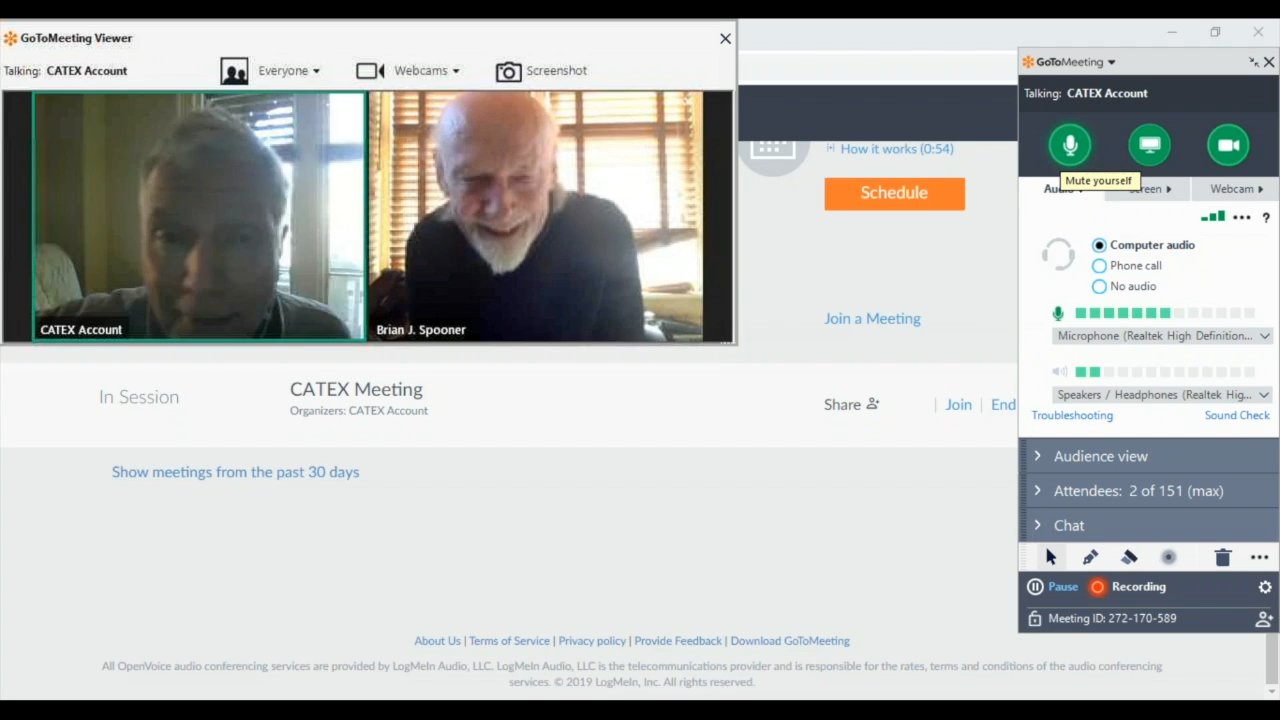 GoToMeeting Viewer
Talking: CATEX Account
Everyone
Webcams
Screenshot
CATEX Account
Brian J. Spooner
How it works (0:54)
Schedule
Join a Meeting
In Session
CATEX Meeting
Organizers: CATEX Account
Share
Join
End
Show meetings from the past 30 days
About Us | Terms of Service | Privacy policy | Provide Feedback | Download GoToMeeting
All OpenVoice audio conferencing services are provided by LogMeIn Audio, LLC. LogMeIn Audio, LLC is the telecommunications provider and is responsible for the rates, terms and conditions of the audio conferencing
services. © 2019 LogMeIn, Inc. All rights reserved.
GoToMeeting
Talking: CATEX Account
Mute yourself
Webcam
?
Computer audio
Phone call
No audio
Microphone (Realtek High Definition...
Speakers / Headphones (Realtek Hig...
Troubleshooting
Sound Check
Audience view
Attendees: 2 of 151 (max)
Chat
Pause
Recording
Meeting ID: 272-170-589